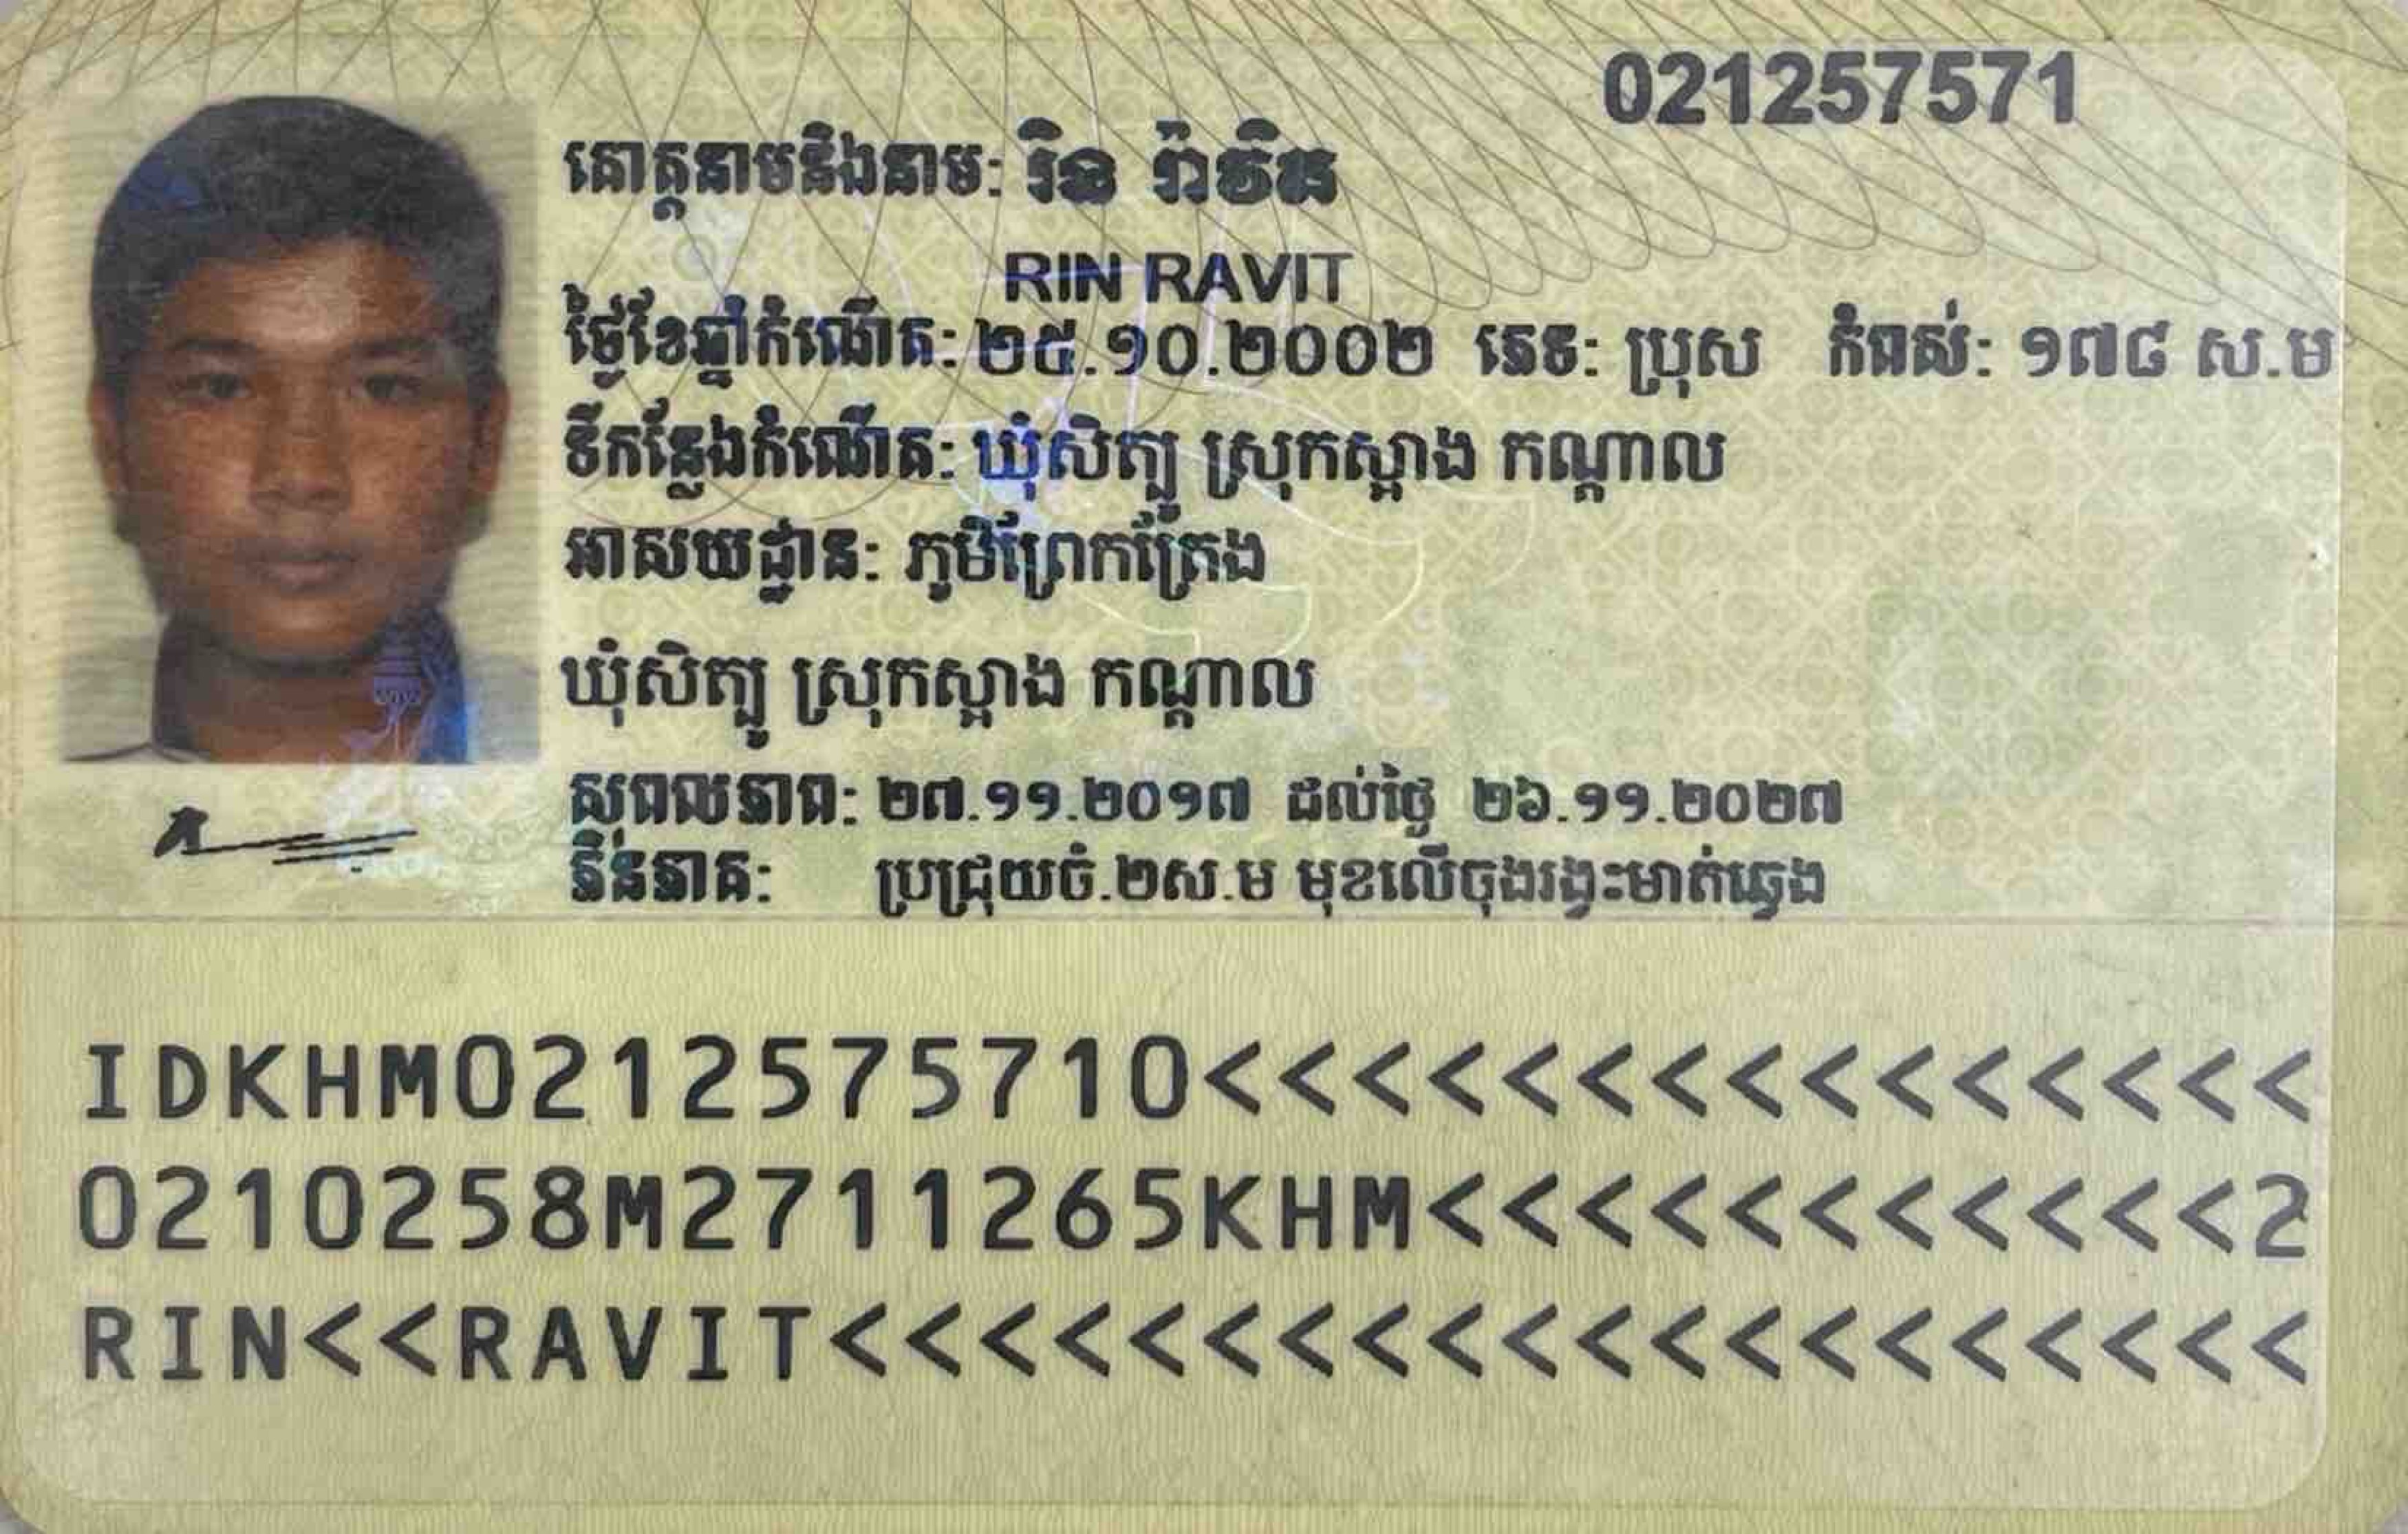 021257571
គោត្តនាមនិងនាម: រិន រ៉ាវិត
RIN RAVIT
ថ្ងៃខែឆ្នាំកំណើត: ២៥.១០.២០០២ ភេទ: ប្រុស កំពស់: ១៧៨ ស.ម
ទីកន្លែងកំណើត: ឃុំសិត្បូ ស្រុកស្អាង កណ្ដាល
អាសយដ្ឋាន: ភូមិព្រែកត្រែង
ឃុំសិត្បូ ស្រុកស្អាង កណ្ដាល
សុពលភាព: ២៧.១១.២០១៧ ដល់ថ្ងៃ ២៦.១១.២០២៧
ភិនភាគ: ប្រជ្រុយចំ.២ស.ម មុខលើចុងរង្វះមាត់ឆ្វេង
IDKHM0212575710<<<<<<<<<<<<<<<
0210258M2711265KHM<<<<<<<<<<<2
RIN<<RAVIT<<<<<<<<<<<<<<<<<<<<